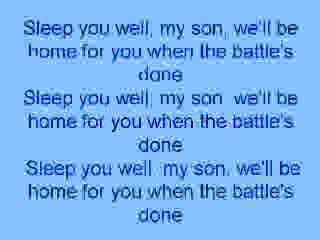 Sleep you well, my son, we'll be
home for you when the battle's
done
Sleep you well, my son we'll be
home for you when the battle's
done
Sleep you well my son, we'll be
home for you when the battle's
done